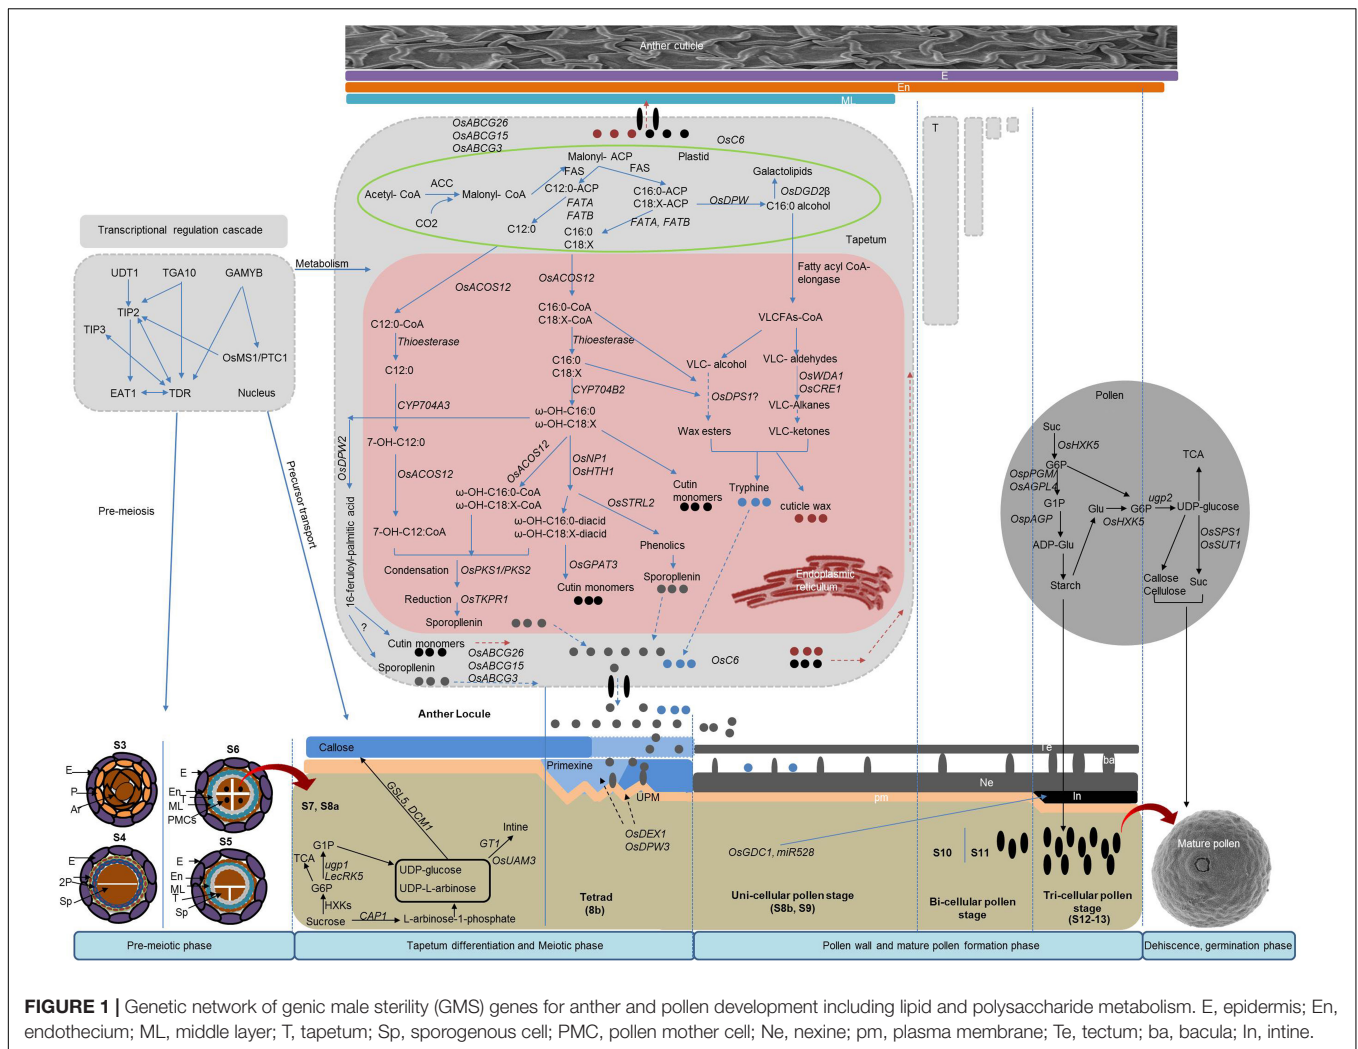 Anther cuticle
E
En
ML
OsABCG26
OsABCG15
OsABCG3
OsC6
T
Malonyl- ACP
Plastid
FAS
FAS
Galactolipids
ACC
Acetyl- CoA
Malonyl- CoA
C12:0-ACP
FATA
FATB
C16:0-ACP
C18:X-ACP
OsDPW
OsDGD2β
C16:0 alcohol
CO2
C12:0
C16:0
C18:X
FATA, FATB
Tapetum
Transcriptional regulation cascade
Metabolism
UDT1
TGA10
GAMYB
TIP2
TIP3
OsMS1/PTC1
EAT1
TDR
Nucleus
OsACOS12
OsACOS12
Fatty acyl CoA-
elongase
C12:0-CoA
C16:0-CoA
C18:X-CoA
VLCFAs-CoA
Thioesterase
Thioesterase
C12:0
C16:0
C18:X
VLC- alcohol
VLC- aldehydes
OsWDA1
OsCRE1
CYP704A3
CYP704B2
OsDPS1?
VLC-Alkanes
ω-OH-C16:0
ω-OH-C18:X
Wax esters
VLC-ketones
7-OH-C12:0
OsDPW2
OsACOS12
OsACOS12
OsNP1
OsHTH1
Cutin
monomers
Tryphine
cuticle wax
ω-OH-C16:0-CoA
ω-OH-C18:X-CoA
OsSTRL2
ω-OH-C16:0-diacid
ω-OH-C18:X-diacid
7-OH-C12:CoA
Phenolics
Condensation
OsPKS1/PKS2
OsGPAT3
Sporopllenin
Endoplasmic
reticulum
Cutin monomers
Reduction
OsTKPR1
Sporopllenin
16-feruloyl-palmitic acid
?
Cutin monomers
Sporopllenin
OsABCG26
OsABCG15
OsABCG3
OsC6
Precursor transport
Pre-meiosis
Pollen
Suc
OsHXK5
G6P
OspPGM/
OsAGPL4
G1P
OspAGP
ADP-Glu
Starch
Glu
OsHXK5
G6P
ugp2
UDP-glucose
TCA
OsSPS1
OsSUT1
Callose
Cellulose
Suc
Anther Locule
S3
E
P
Ar
S6
E
En
T
ML
PMCs
S4
E
2P
Sp
S5
E
En
ML
T
Sp
Callose
Primexine
UPM
Te
ba
Ne
pm
In
S7, S8a
GSL5, DCM1
Intine
GT1
OsUAM3
G1P
TCA
ugp1
LecRK5
G6P
HXKs
Sucrose
CAP1
UDP-glucose
UDP-L-arbinose
L-arbinose-1-phosphate
OsDEX1
OsDPW3
Tetrad
(8b)
OsGDC1, miR528
Uni-cellular pollen stage
(S8b, S9)
S10
S11
Bi-cellular pollen
stage
Tri-cellular pollen
stage
(S12-13)
Mature pollen
Pre-meiotic phase
Tapetum differentiation and Meiotic phase
Pollen wall and mature pollen formation phase
Dehiscence, germination phase
FIGURE 1 | Genetic network of genic male sterility (GMS) genes for anther and pollen development including lipid and polysaccharide metabolism. E, epidermis; En,
endothecium; ML, middle layer; T, tapetum; Sp, sporogenous cell; PMC, pollen mother cell; Ne, nexine; pm, plasma membrane; Te, tectum; ba, bacula; In, intine.